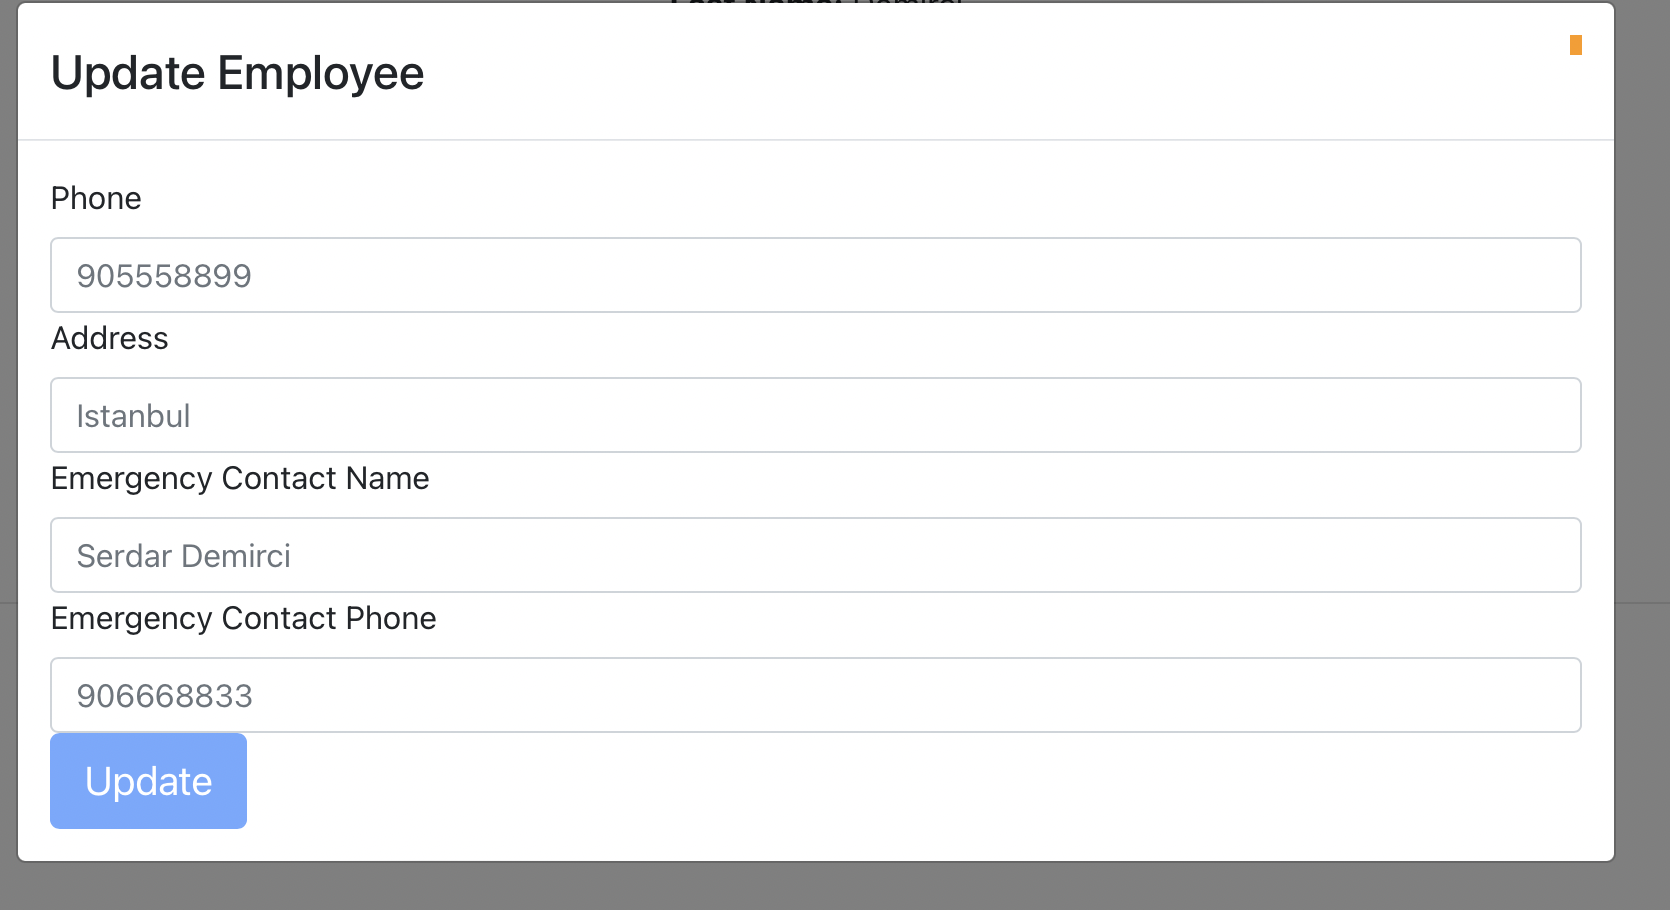 Update Employee
Phone
905558899
Address
Istanbul
Emergency Contact Name
Serdar Demirci
Emergency Contact Phone
906668833
Update